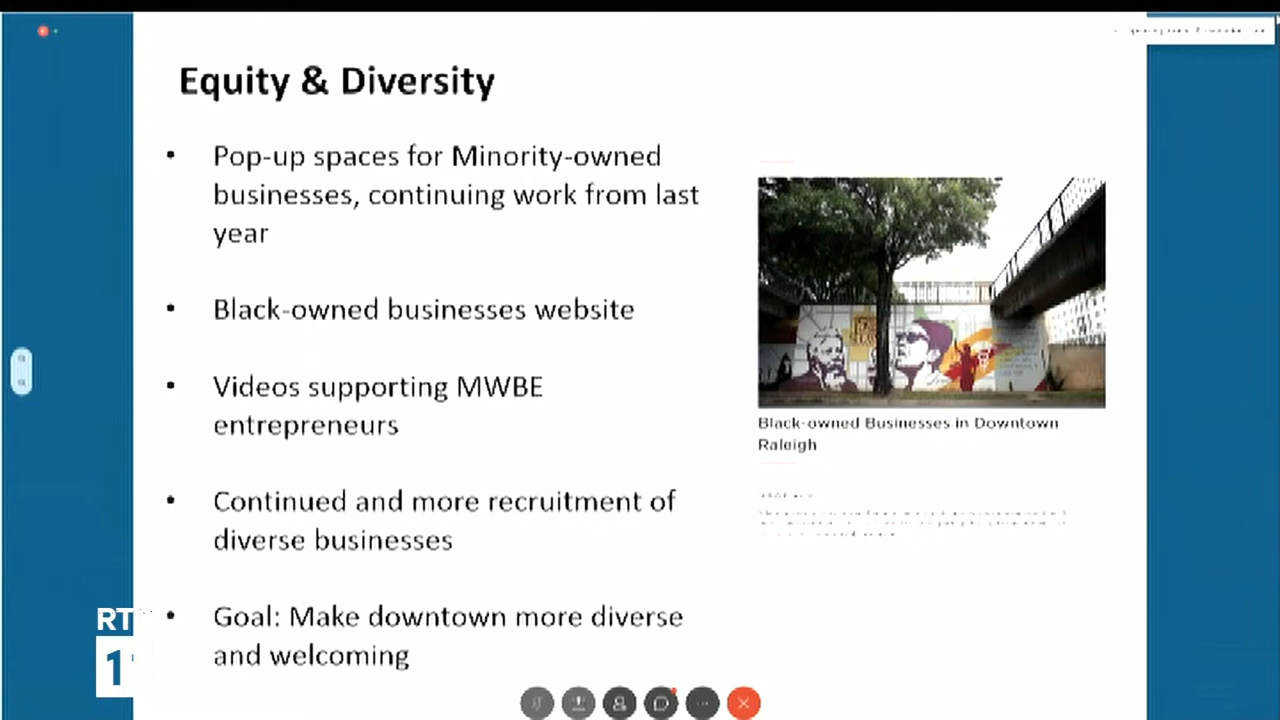 Equity & Diversity
• Pop-up spaces for Minority-owned
businesses, continuing work from last
year
• Black-owned businesses website
• Videos supporting MWBE
entrepreneurs
• Continued and more recruitment of
diverse businesses
• Goal: Make downtown more diverse
and welcoming
Black-owned Businesses in Downtown
Raleigh
RT